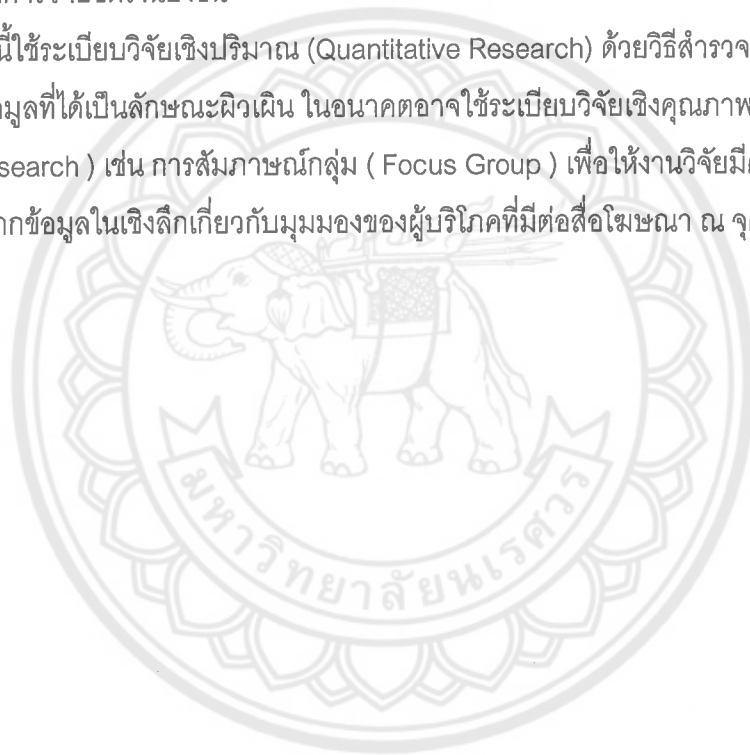 นี้ใช้ระเบียบวิจัยเชิงปริมาณ (Quantitative Research) ด้วยวิธีสำรวจ
มูลที่ได้เป็นลักษณะผิวเผิน ในอนาคตอาจใช้ระเบียบวิจัยเชิงคุณภาพ
search ) เช่น การสัมภาษณ์กลุ่ม ( Focus Group ) เพื่อให้งานวิจัยมี
กข้อมูลในเชิงลึกเกี่ยวกับมุมมองของผู้บริโภคที่มีต่อสื่อโฆษณา ณ
มหาวิทยาลัยนเรศวร